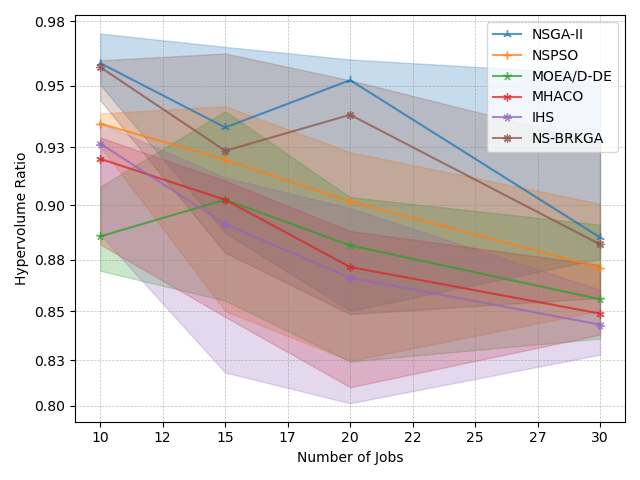 NSGA-II
NSPSO
MOEA/D-DE
MHACO
IHS
NS-BRKGA
Hypervolume Ratio
0.98
0.95
0.93
0.90
0.88
0.85
0.83
0.80
10 12 15 17 20 22 25 27 30
Number of Jobs